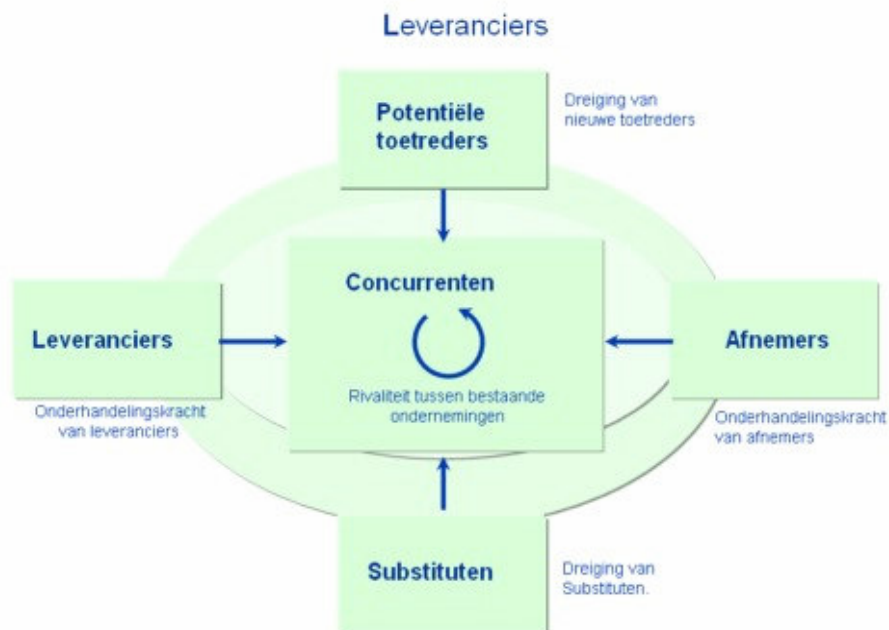 Leveranciers
Potentiële
toetreders
Dreiging van
nieuwe toetreders
Concurrenten
Rivaliteit tussen bestaande
ondernemingen
Leveranciers
Onderhandelingskracht
van leveranciers
Afnemers
Onderhandelingskracht
van afnemers
Substituten
Dreiging van
Substituten.